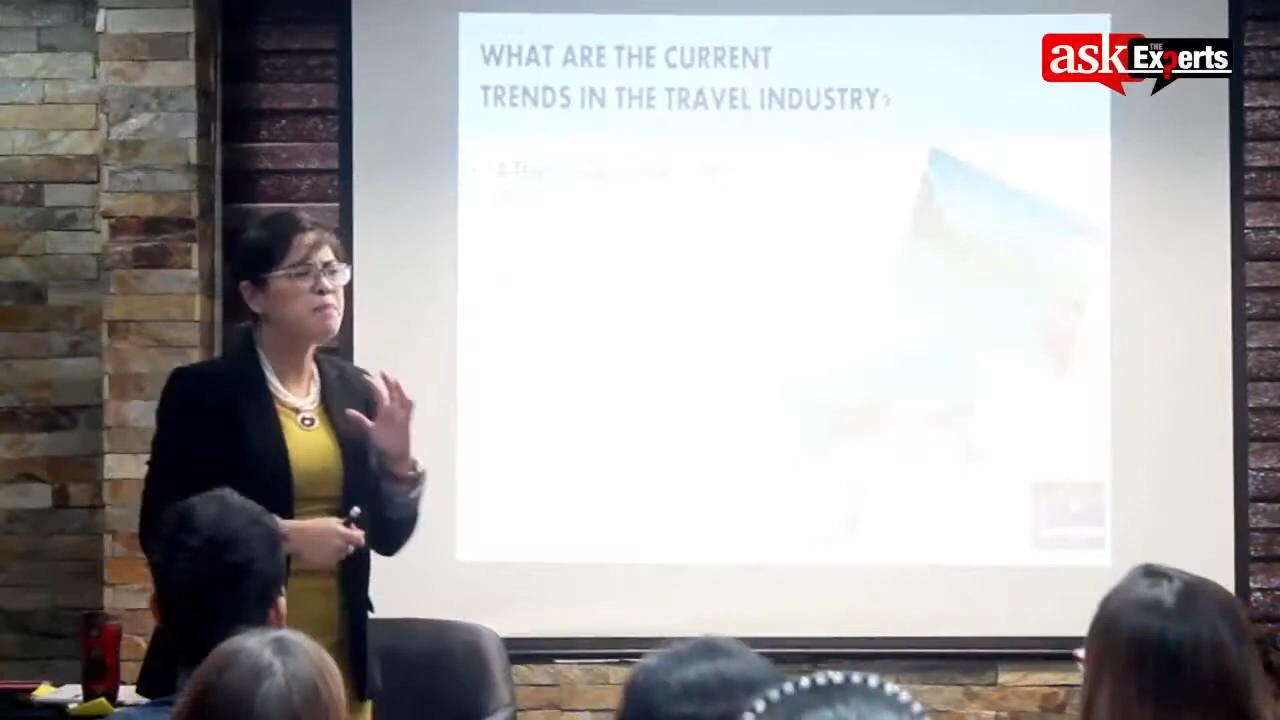 WHAT ARE THE CURRENT
TRENDS IN THE TRAVEL INDUSTRY?
ask THE Experts